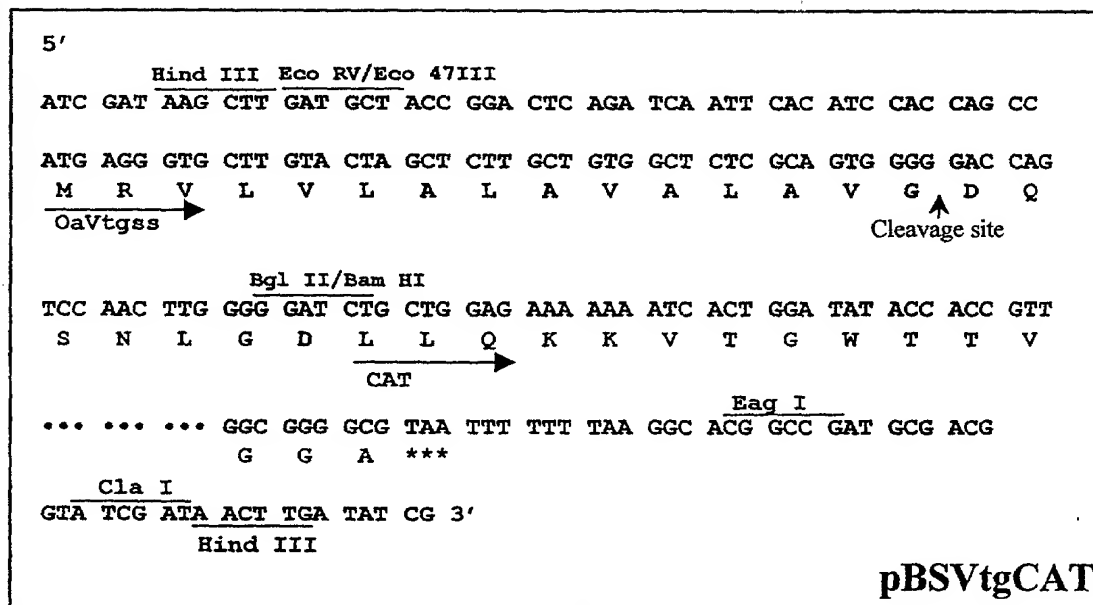 5'
Hind III Eco RV/Eco 47III
ATC GAT AAG CTT GAT GCT ACC GGA CTC AGA TCA ATT CAC ATC CAC CAG CC
ATG AGG GTG CTT GTA CTA GCT CTT GCT GTG GCT CTC GCA GTG GGG GAC CAG
M R V L V L A L A V A L A V G D Q
OaVtgss
Cleavage site
Bgl II/Bam HI
TCC AAC TTG GGG GAT CTG CTG GAG AAA AAA ATC ACT GGA TAT ACC ACC GTT
S N L G D L L Q K K V T G W T T V
CAT
Eag I
••• ••• ••• GGC GGG GCG TAA TTT TTT TAA GGC ACG GCC GAT GCG ACG
G G A ***
Cla I
GTA TCG ATA ACT TGA TAT CG 3'
Hind III
pBSVtgCAT